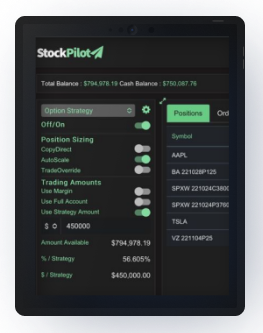 StockPilot
Total Balance : $794,978.19 Cash Balance : $750,087.76
Option Strategy
Off/On
Position Sizing
CopyDirect
AutoScale
TradeOverride
Trading Amounts
Use Margin
Use Full Account
Use Strategy Amount
$ 450000
Amount Available $794,978.19
% / Strategy 56.605%
$ / Strategy $450,000.00
Positions Ord
Symbol
AAPL
BA 221028P125
SPXW 221024C3800
SPXW 221024P3760
TSLA
VZ 221104P25